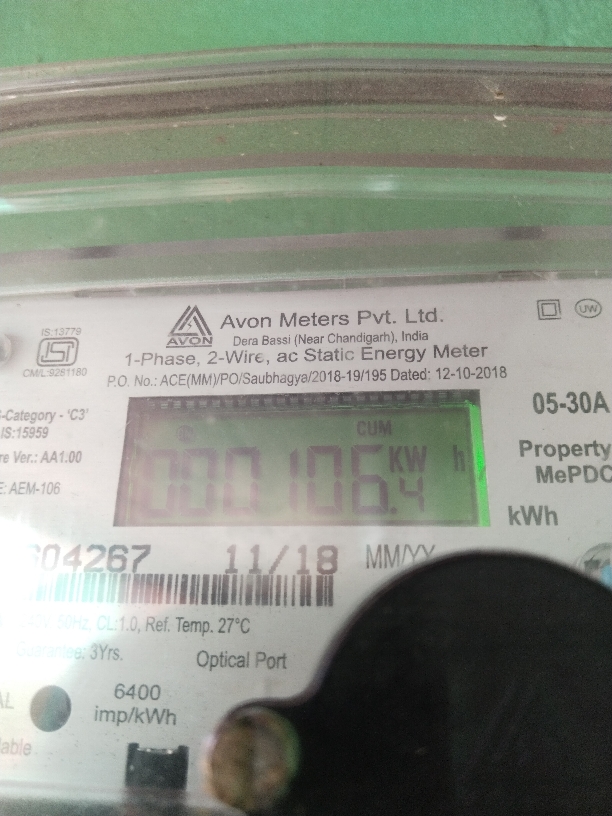 IS:13779
ISI
CM/L:9281180
AVON
Avon Meters Pvt. Ltd.
Dera Bassi (Near Chandigarh), India
1-Phase, 2-Wire, ac Static Energy Meter
P.O. No.: ACE(MM)/PO/Saubhagya/2018-19/195 Dated: 12-10-2018
UW
-Category - 'C3'
IS:15959
re Ver.: AA1.00
E: AEM-106
CUM
000106.4 KW h
05-30A
Property
MePDC
kWh
604267 11/18 MM/YY
50Hz, CL:1.0, Ref. Temp. 27°C
Guarantee: 3Yrs.
Optical Port
6400
imp/kWh